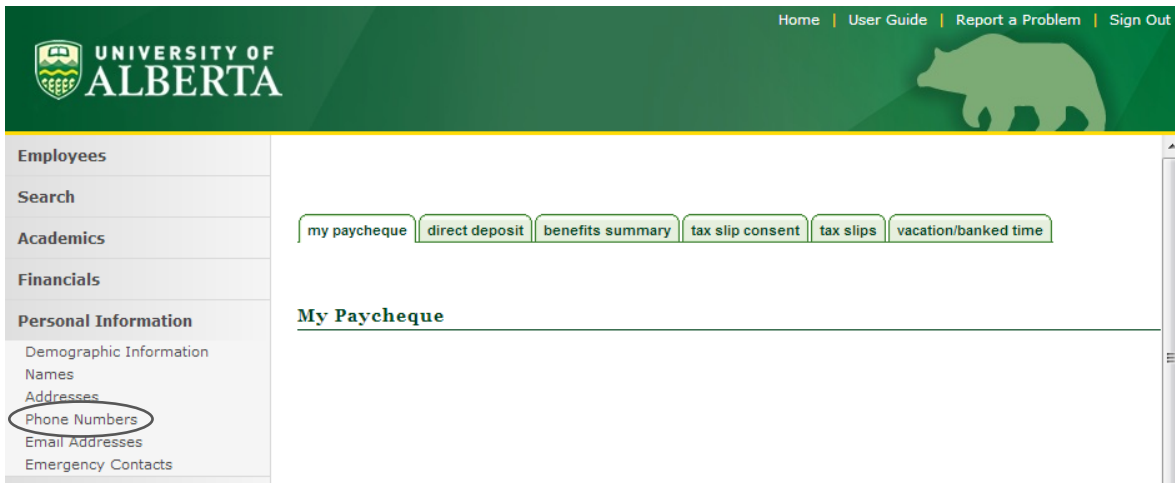 Home | User Guide | Report a Problem | Sign Out
UNIVERSITY OF
ALBERTA
Employees
Search
Academics
Financials
Personal Information
Demographic Information
Names
Addresses
Phone Numbers
Email Addresses
Emergency Contacts
my paycheque direct deposit benefits summary tax slip consent tax slips vacation/banked time
My Paycheque